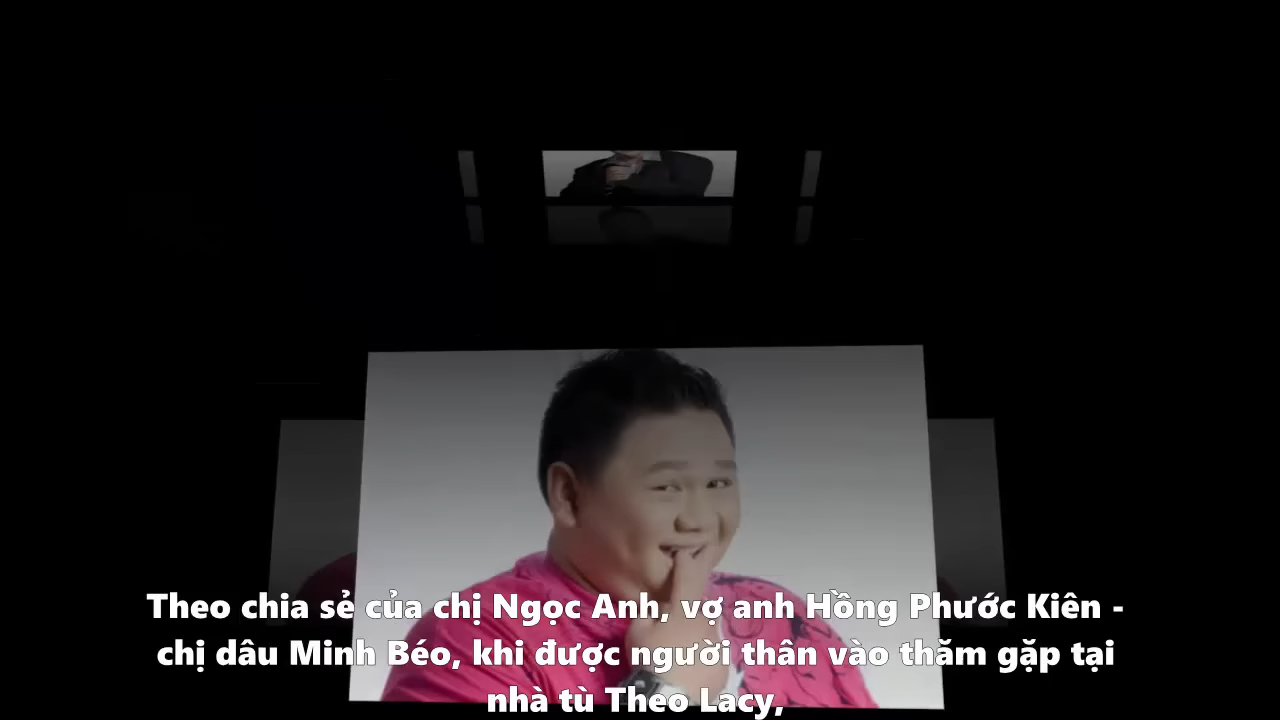 Theo chia sẻ của chị Ngọc Anh, vợ anh Hồng Phước Kiên -
chị dâu Minh Béo, khi được người thân vào thăm gặp tại
nhà tù Theo Lacy,